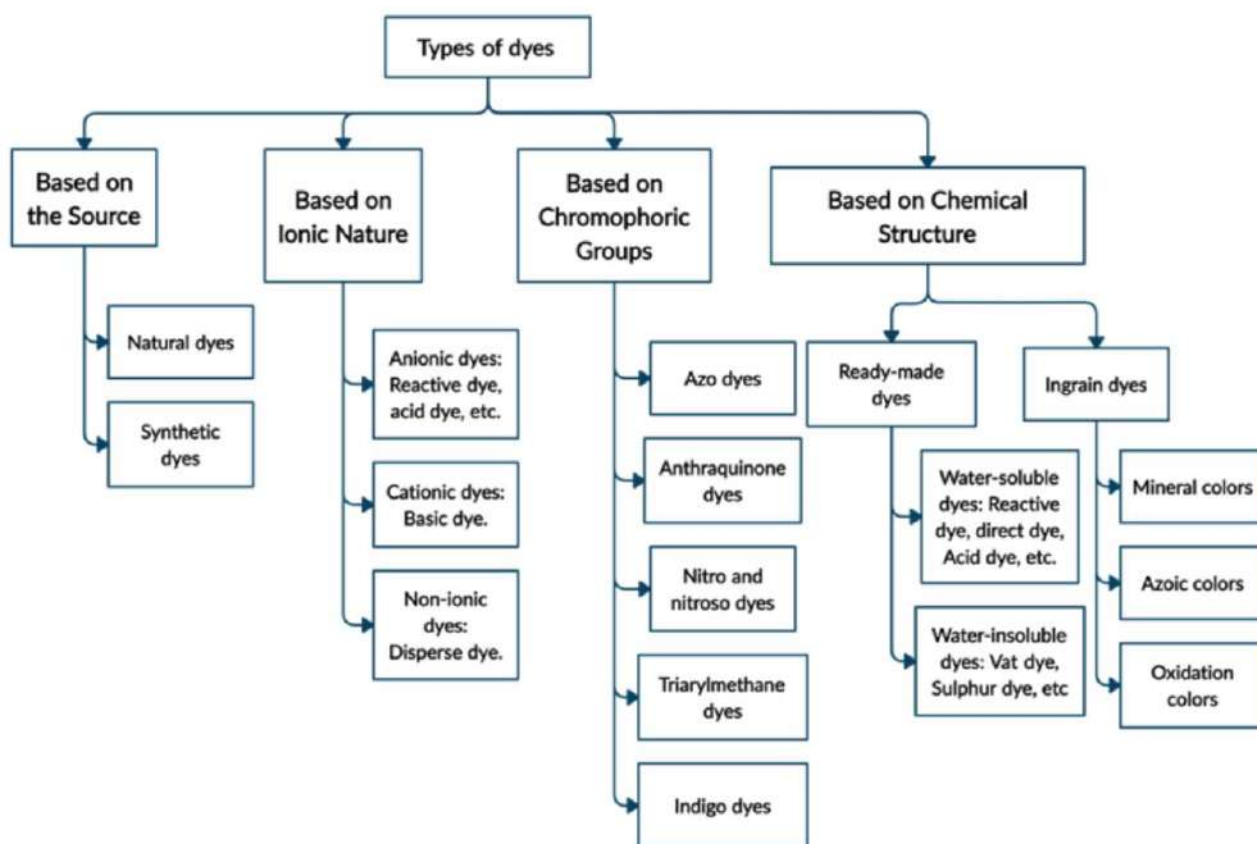 Types of dyes
Based on
the Source
Based on
Ionic Nature
Based on
Chromophoric
Groups
Based on Chemical
Structure
Natural dyes
Synthetic
dyes
Anionic dyes:
Reactive dye,
acid dye, etc.
Cationic dyes:
Basic dye.
Non-ionic
dyes:
Disperse dye.
Azo dyes
Anthraquinone
dyes
Nitro and
nitroso dyes
Triarylmethane
dyes
Indigo dyes
Ready-made
dyes
Water-soluble
dyes: Reactive
dye, direct dye,
Acid dye, etc.
Water-insoluble
dyes: Vat dye,
Sulphur dye, etc
Ingrain dyes
Mineral colors
Azoic colors
Oxidation
colors